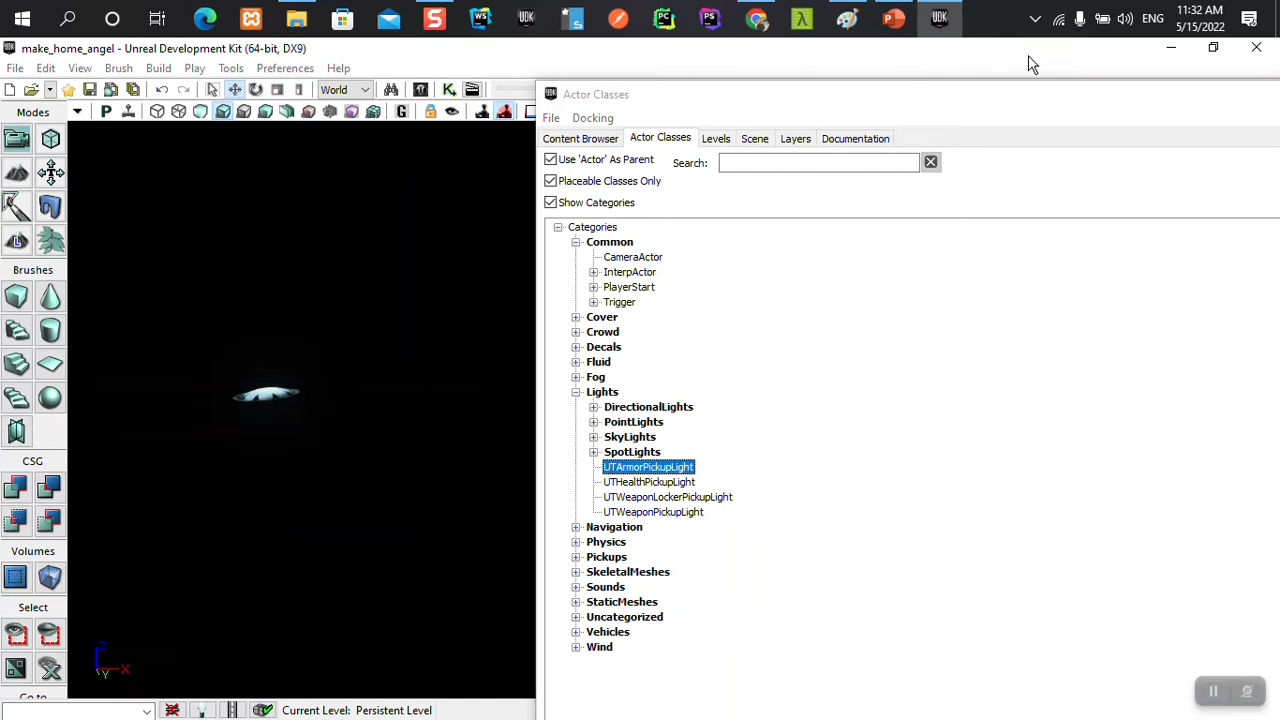 11:32 AM
ENG
5/15/2022
make_home_angel - Unreal Development Kit (64-bit, DX9)
File Edit View Brush Build Play Tools Preferences Help
World
Modes
Brushes
CSG
Volumes
Select
Go to
Actor Classes
File Docking
Content Browser Actor Classes Levels Scene Layers Documentation
Use 'Actor' As Parent
Search:
Placeable Classes Only
Show Categories
Categories
Common
CameraActor
InterpActor
PlayerStart
Trigger
Cover
Crowd
Decals
Fluid
Fog
Lights
DirectionalLights
PointLights
SkyLights
SpotLights
UTArmorPickupLight
UTHealthPickupLight
UTWeaponLockerPickupLight
UTWeaponPickupLight
Navigation
Physics
Pickups
SkeletalMeshes
Sounds
StaticMeshes
Uncategorized
Vehicles
Wind
Z
X
Y
Current Level: Persistent Level